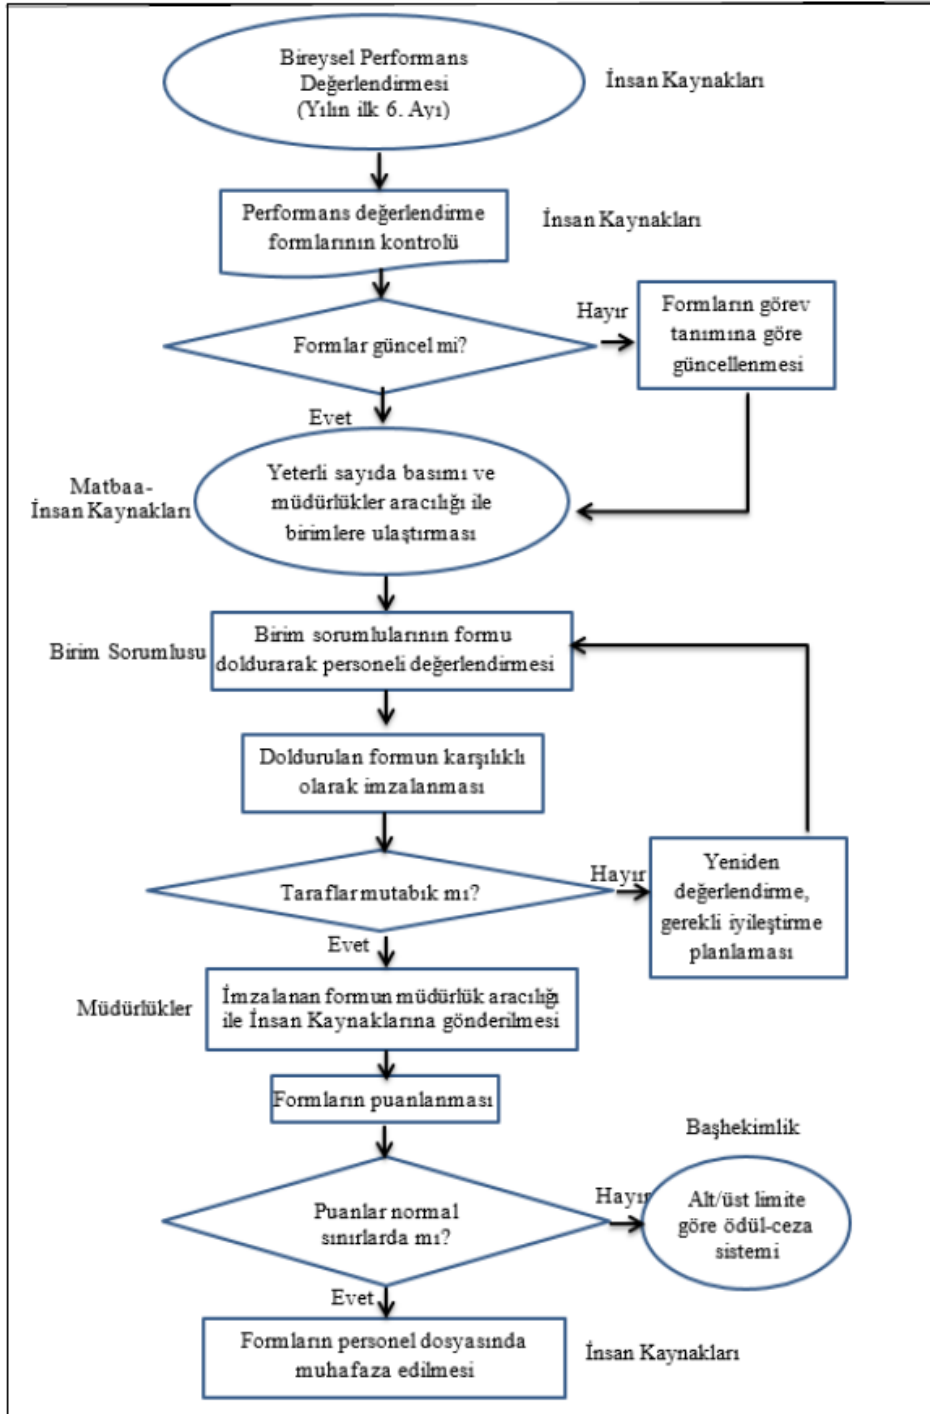 Bireysel Performans
Değerlendirmesi
(Yılın ilk 6. Ayı)
İnsan Kaynakları
Performans değerlendirme
formlarının kontrolü
İnsan Kaynakları
Formlar güncel mi?
Hayır
Formların görev
tanımına göre
güncellenmesi
Evet
Matbaa-
İnsan Kaynakları
Yeterli sayıda basımı ve
müdürlükler aracılığı ile
birimlere ulaştırması
Birim Sorumlusu
Birim sorumlularının formu
doldurarak personeli değerlendirmesi
Doldurulan formun karşılıklı
olarak imzalanması
Taraflar mutabık mı?
Hayır
Yeniden
değerlendirme,
gerekli iyileştirme
planlaması
Evet
Müdürlükler
İmzalanan formun müdürlük aracılığı
ile İnsan Kaynaklarına gönderilmesi
Formların puanlanması
Başhekimlik
Puanlar normal
sınırlarda mı?
Hayır
Alt/üst limite
göre ödül-ceza
sistemi
Evet
Formların personel dosyasında
muhafaza edilmesi
İnsan Kaynakları